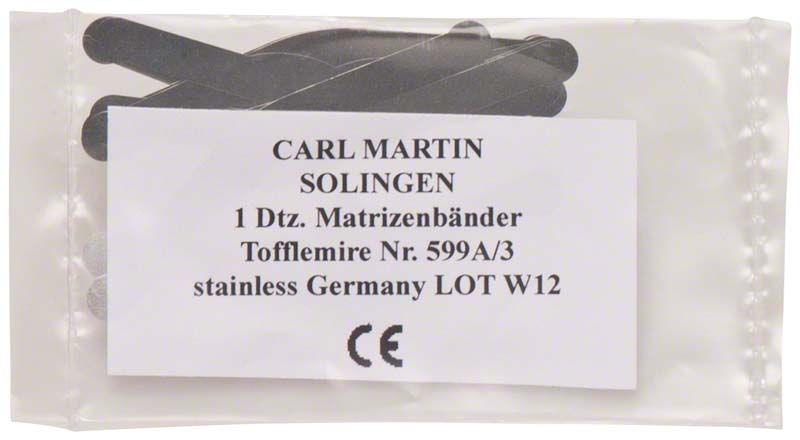 CARL MARTIN
SOLINGEN
1 Dtz. Matrizenbänder
Tofflemire Nr. 599A/3
stainless Germany LOT W12
CE